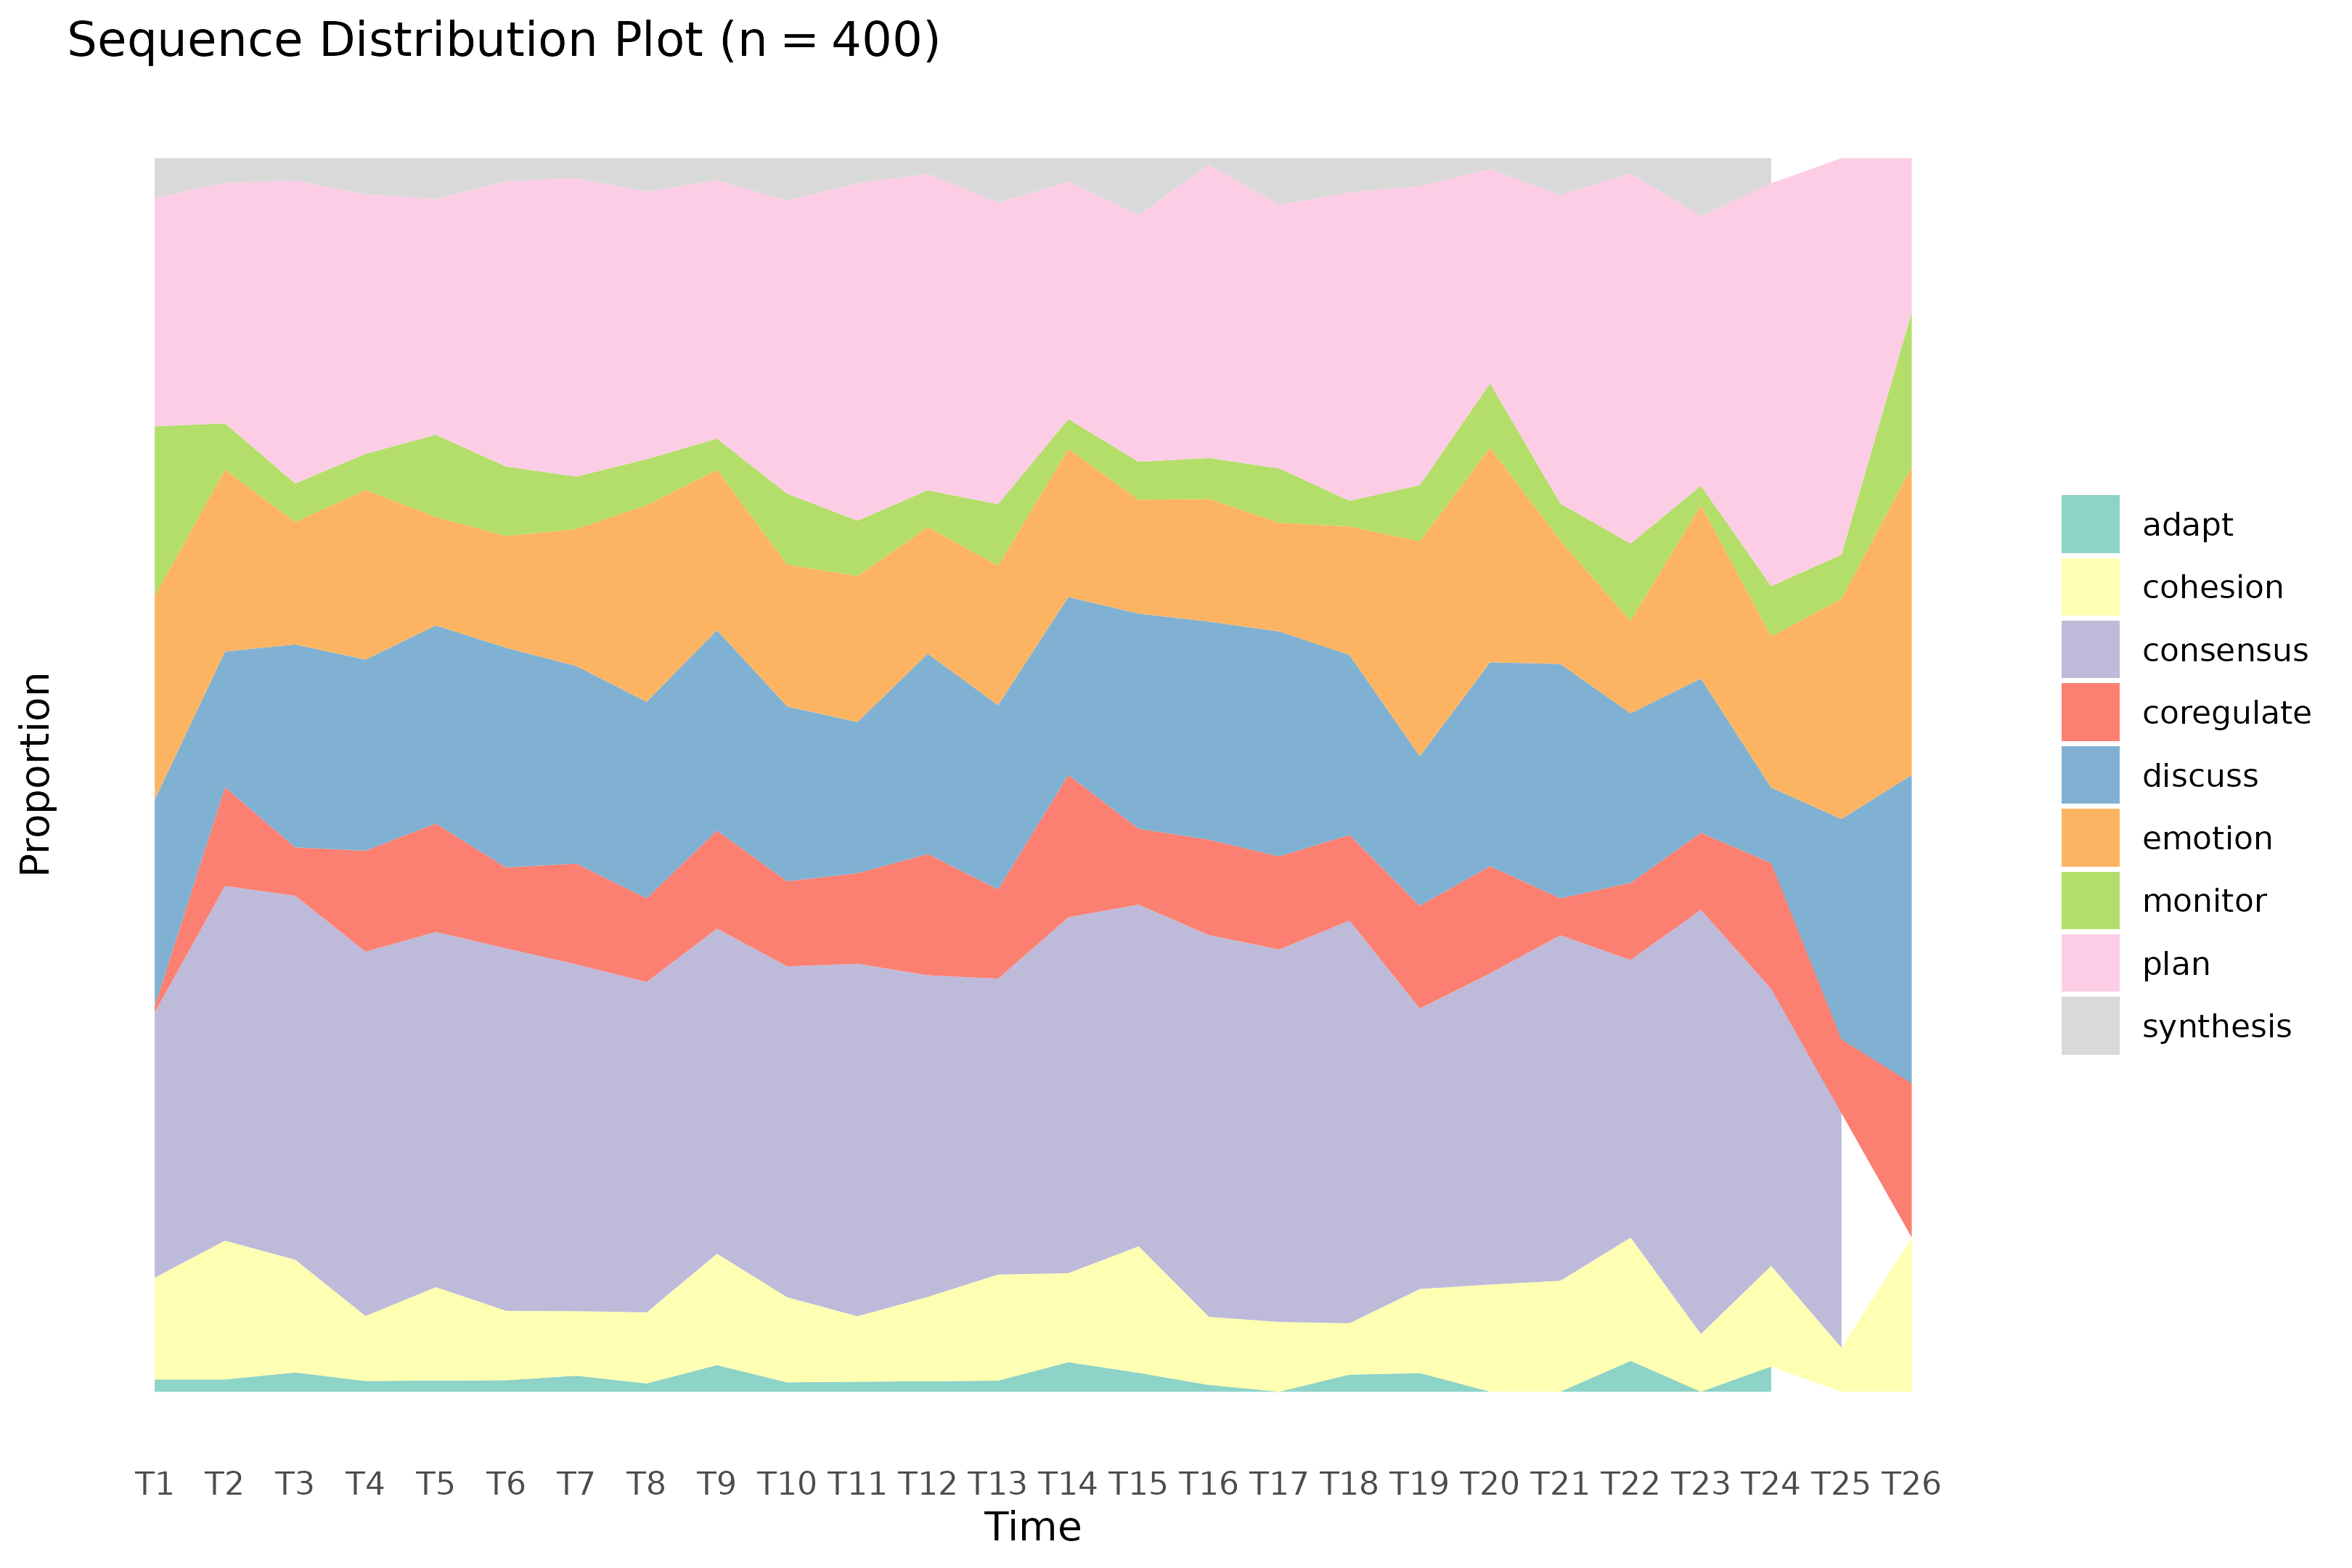 Sequence Distribution Plot (n = 400)
Proportion
adapt
cohesion
consensus
coregulate
discuss
emotion
monitor
plan
synthesis
T1 T2 T3 T4 T5 T6 T7 T8 T9 T10 T11 T12 T13 T14 T15 T16 T17 T18 T19 T20 T21 T22 T23 T24 T25 T26
Time